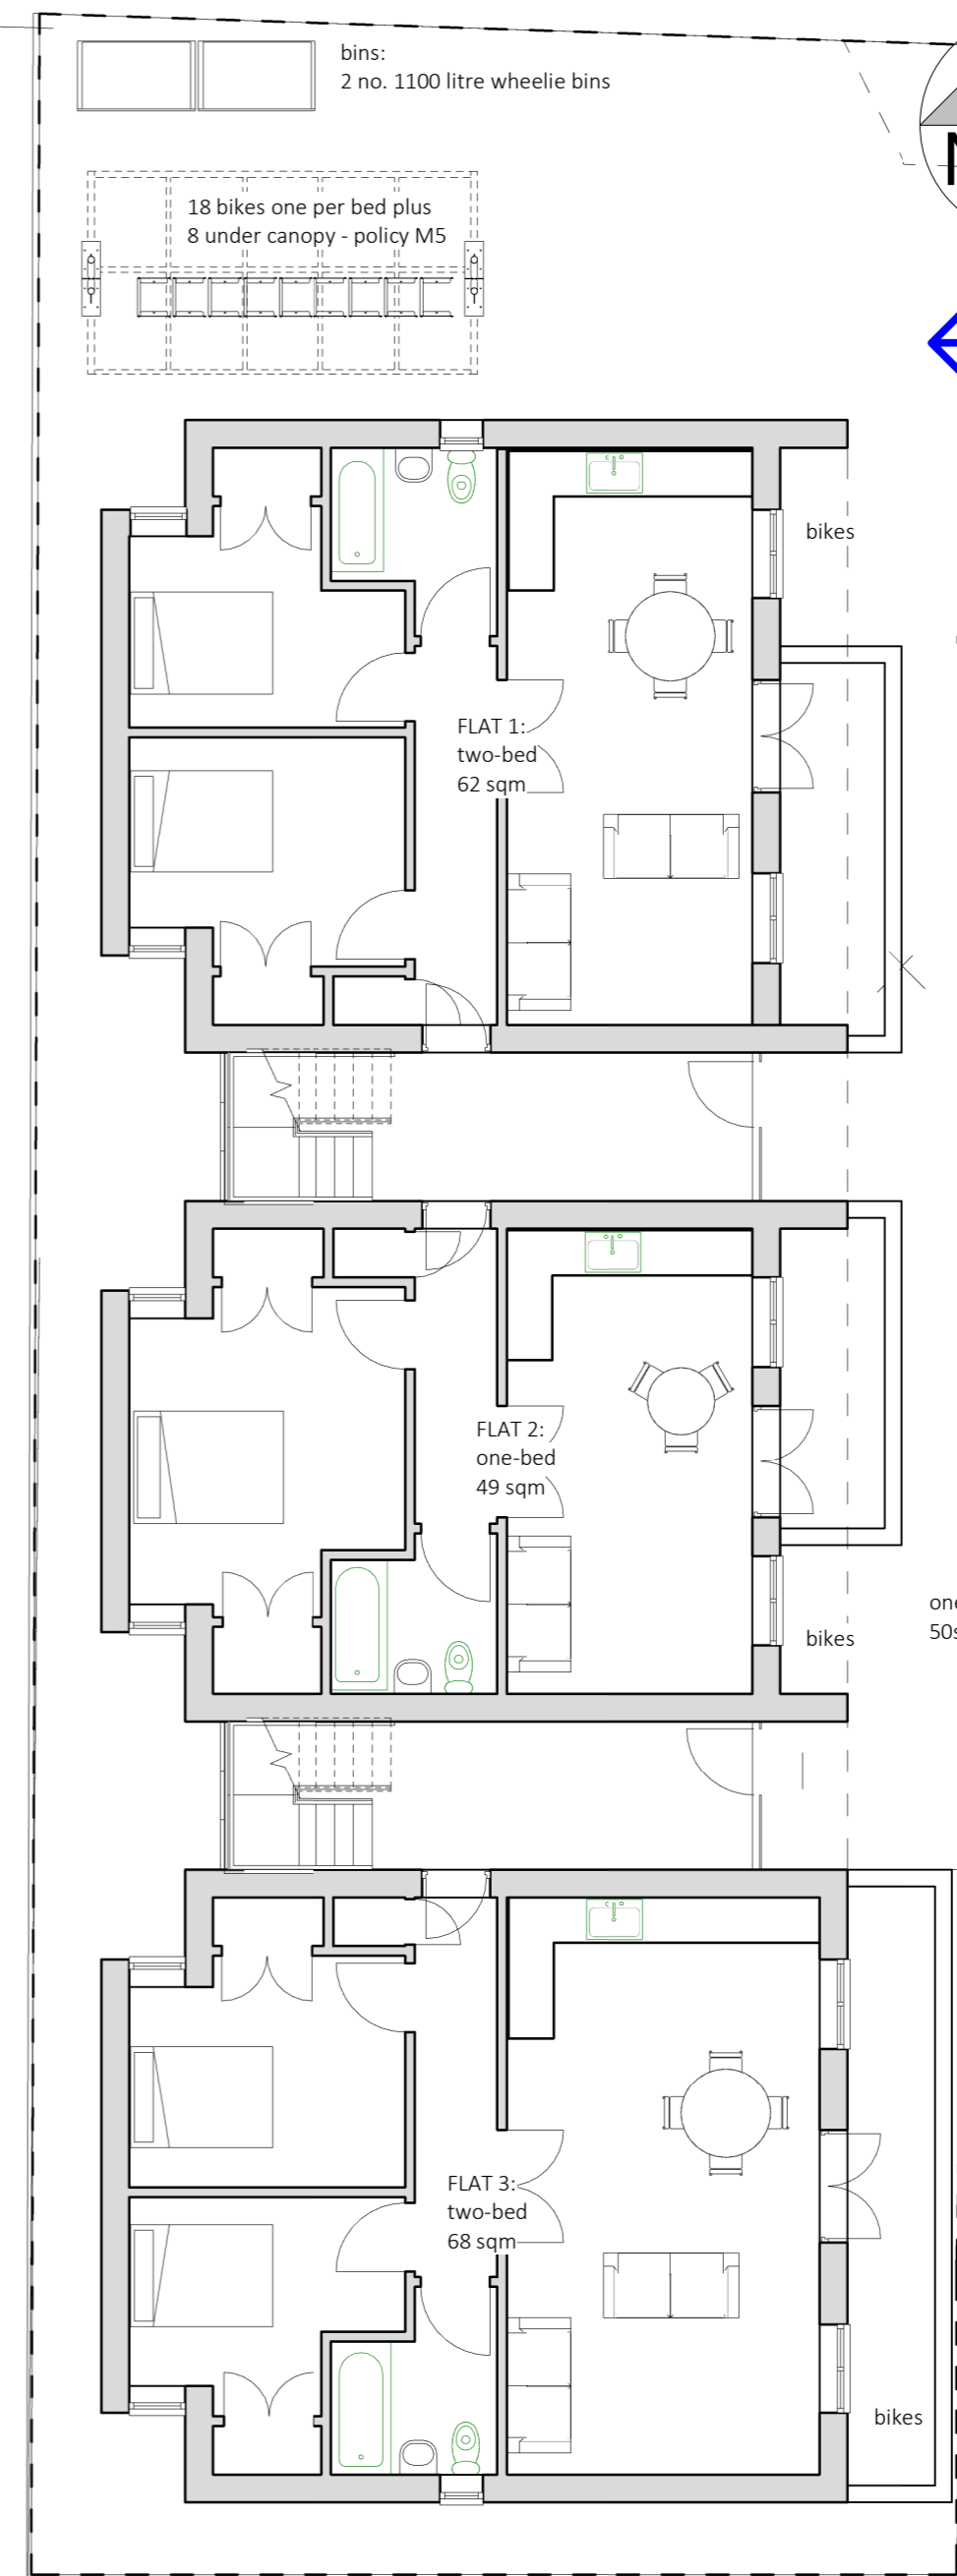 bins:
2 no. 1100 litre wheelie bins
18 bikes one per bed plus
8 under canopy - policy M5
bikes
FLAT 1:
two-bed
62 sqm
FLAT 2:
one-bed
49 sqm
bikes
FLAT 3:
two-bed
68 sqm
bikes